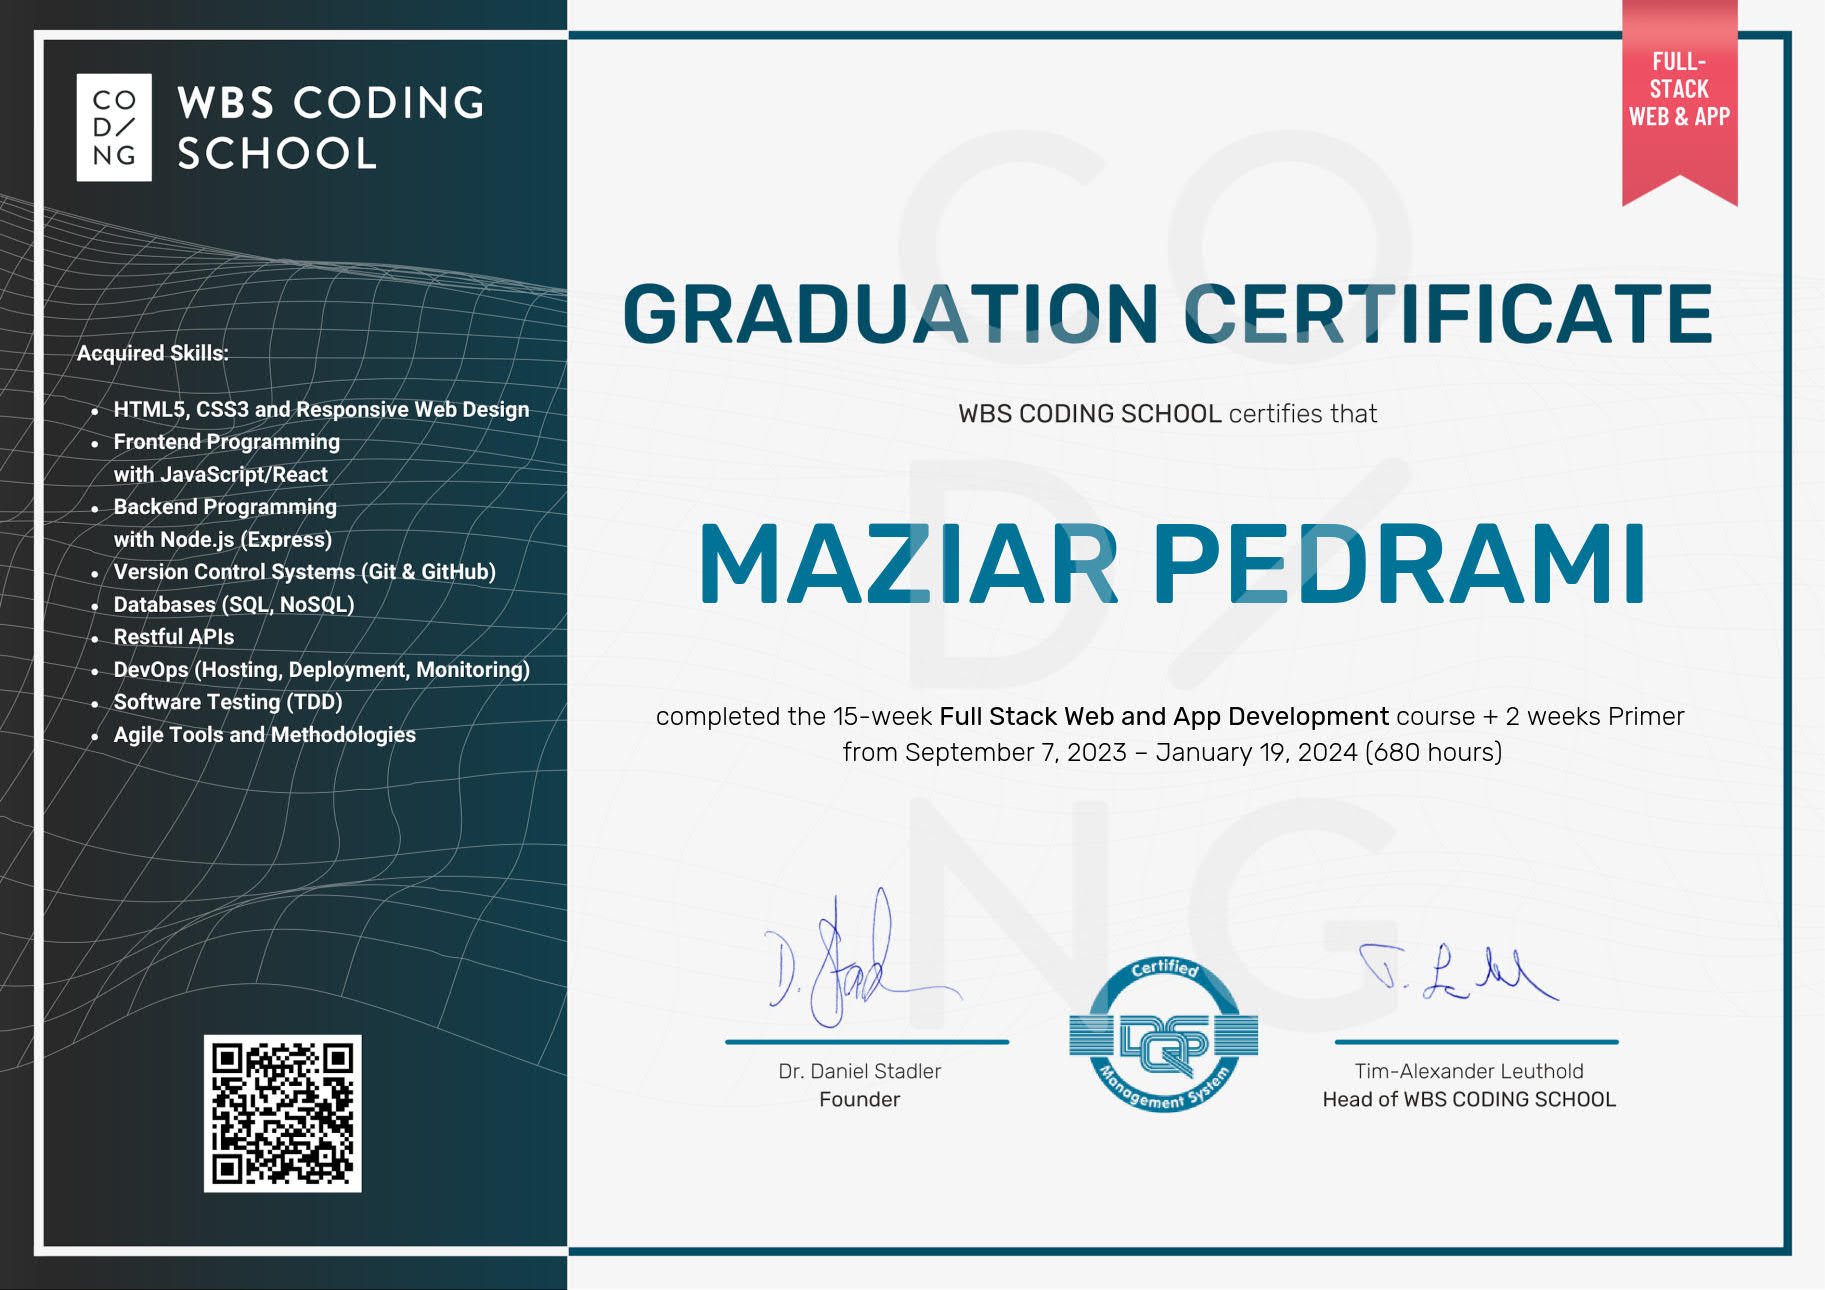 CO
D/
NG
WBS CODING
SCHOOL
Acquired Skills:
• HTML5, CSS3 and Responsive Web Design
• Frontend Programming
with JavaScript/React
• Backend Programming
with Node.js (Express)
• Version Control Systems (Git & GitHub)
• Databases (SQL, NoSQL)
• Restful APIs
• DevOps (Hosting, Deployment, Monitoring)
• Software Testing (TDD)
• Agile Tools and Methodologies
FULL-
STACK
WEB & APP
CO
D/
NG
GRADUATION CERTIFICATE
WBS CODING SCHOOL certifies that
MAZIAR PEDRAMI
completed the 15-week Full Stack Web and App Development course + 2 weeks Primer
from September 7, 2023 – January 19, 2024 (680 hours)
D. Stad
Dr. Daniel Stadler
Founder
Certified
DQS
Management System
Tim-Alexander Leuthold
Head of WBS CODING SCHOOL